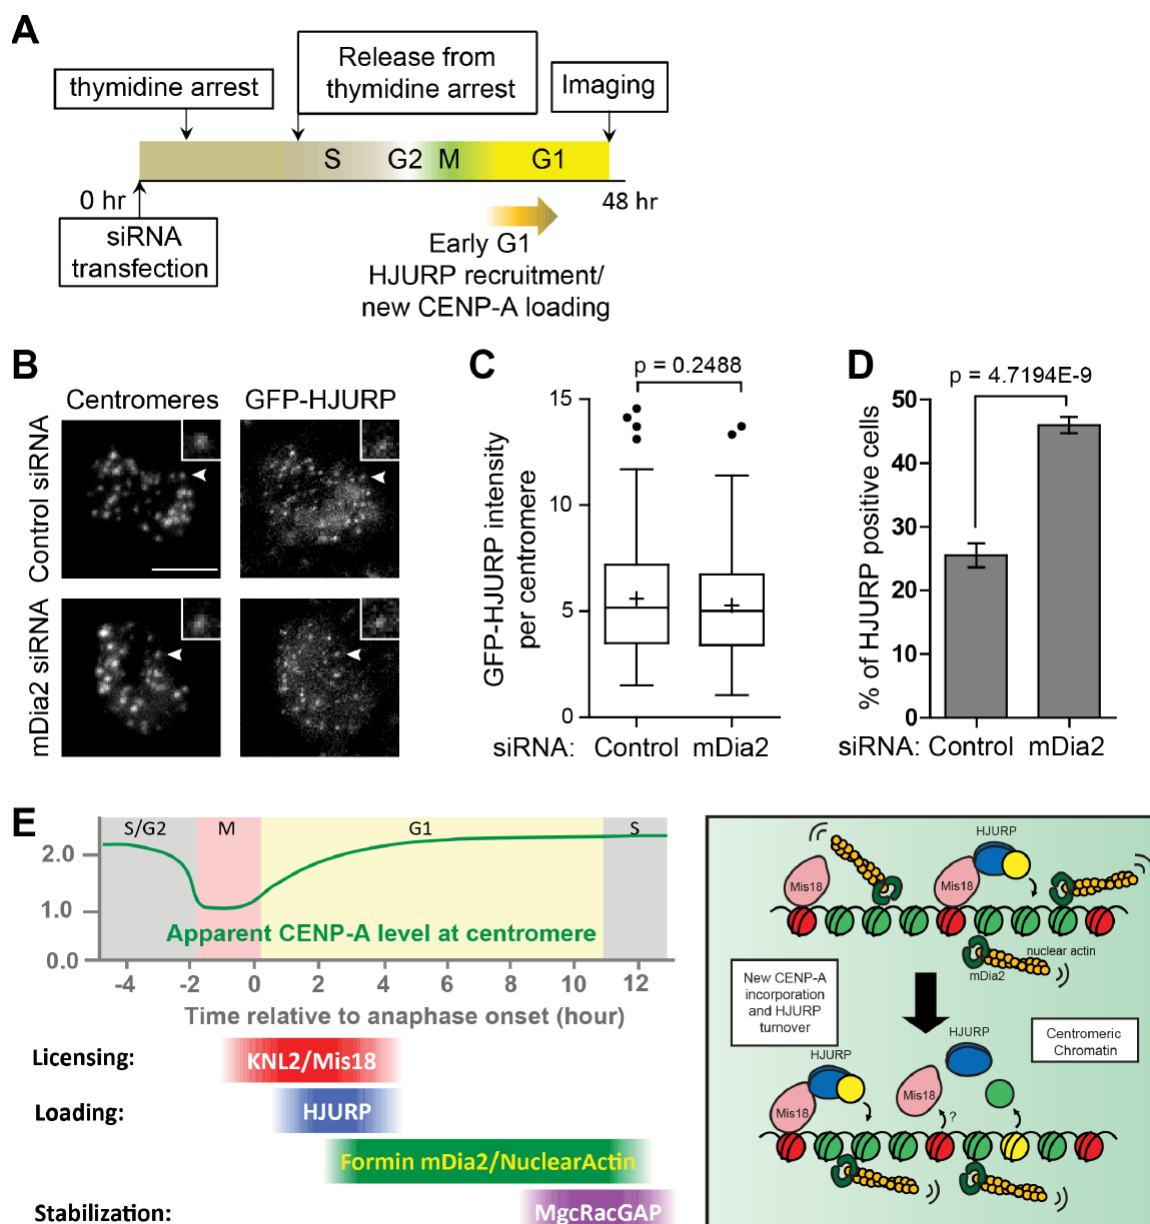 A
thymidine arrest
Release from
thymidine arrest
Imaging
S G2 M G1
0 hr
48 hr
siRNA
transfection
Early G1
HJURP recruitment/
new CENP-A loading
B
Centromeres GFP-HJURP
Control siRNA
mDia2 siRNA
C
p = 0.2488
GFP-HJURP intensity
per centromere
15
10
5
0
siRNA: Control mDia2
D
p = 4.7194E-9
% of HJURP positive cells
50
40
30
20
10
0
siRNA: Control mDia2
E
S/G2 M G1 S
2.0
1.0
0.0
Apparent CENP-A level at centromere
-4 -2 0 2 4 6 8 10 12
Time relative to anaphase onset (hour)
Licensing: KNL2/Mis18
Loading: HJURP
Formin mDia2/NuclearActin
Stabilization: MgcRacGAP
HJURP
Mis18
Mis18
nuclear actin
mDia2
New CENP-A
incorporation
and HJURP
turnover
HJURP
Centromeric
Chromatin
HJURP
Mis18
Mis18
?